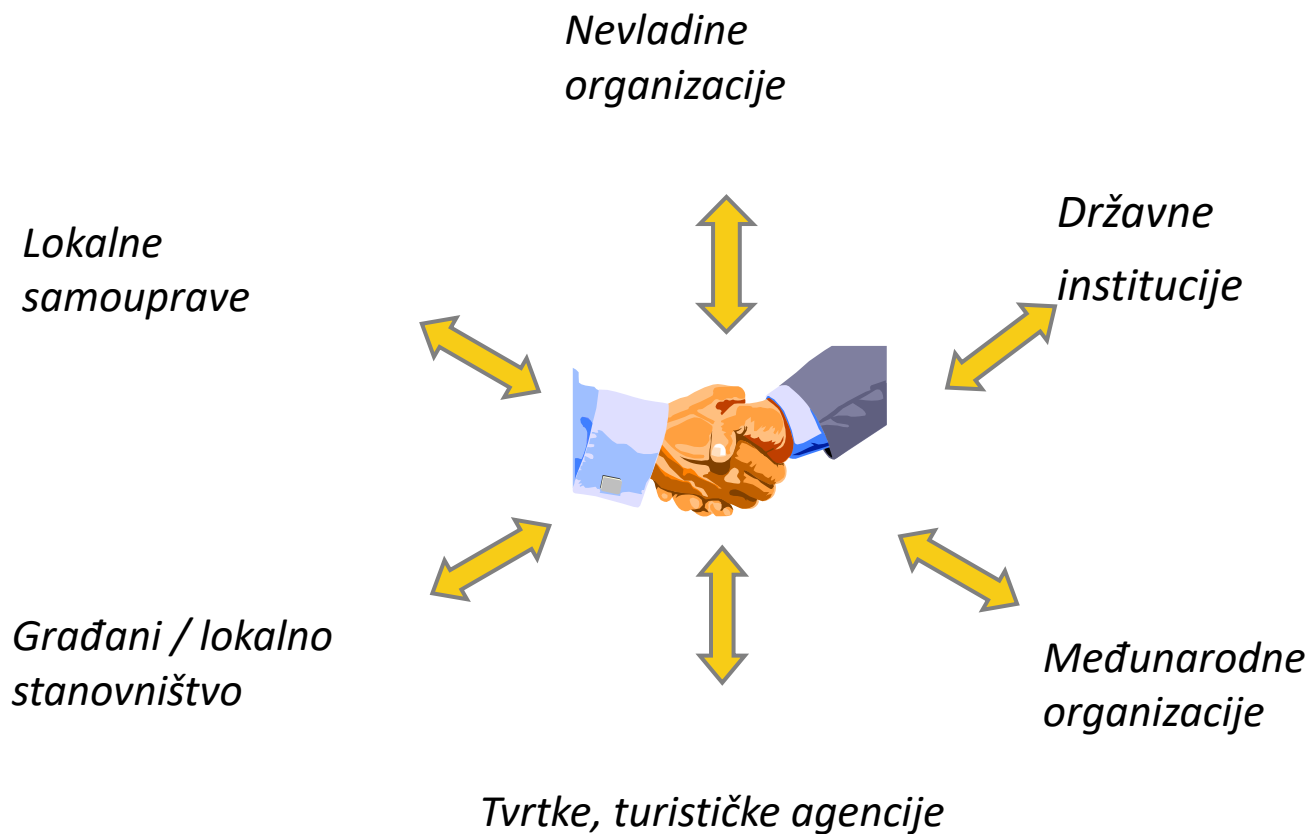 Nevladine
organizacije
Državne
institucije
Lokalne
samouprave
Građani / lokalno
stanovništvo
Međunarodne
organizacije
Tvrtke, turističke agencije